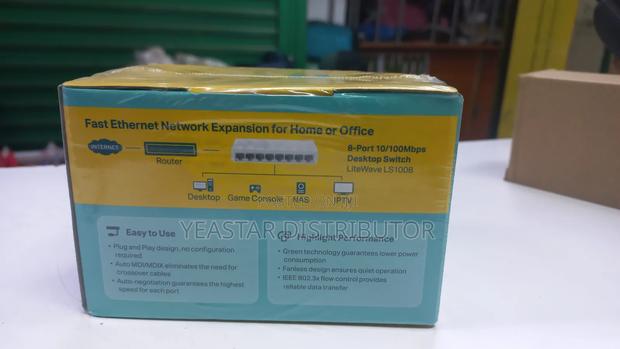 Fast Ethernet Network Expansion for Home or Office
INTERNET
Router
8-Port 10/100Mbps
Desktop Switch
LiteWave LS1008
Desktop
Game Console
NAS
IPTV
YEASTAR DISTRIBUTOR
Easy to Use
• Plug and Play design, no configuration
required
• Auto MDI/MDIX eliminates the need for
crossover cables
• Auto-negotiation guarantees the highest
speed for each port
Highlight Performance
• Green technology guarantees lower power
consumption
• Fanless design ensures quiet operation
• IEEE 802.3x flow control provides
reliable data transfer